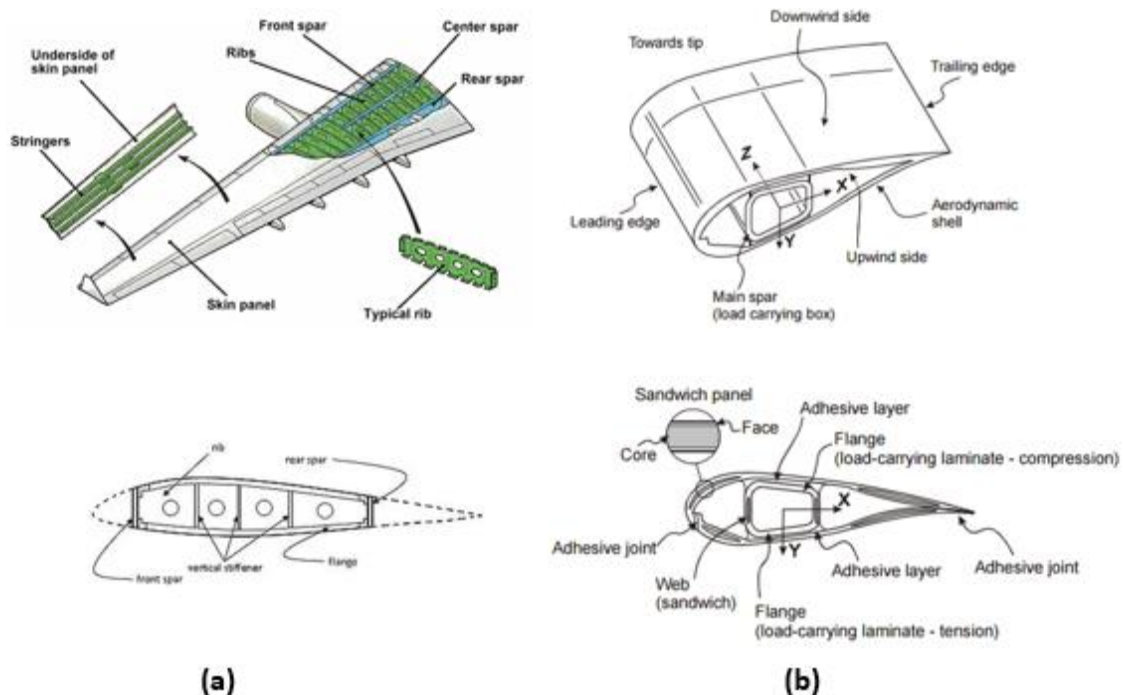 Front spar
Center spar
Ribs
Underside of
skin panel
Rear spar
Stringers
Skin panel
Typical rib
Downwind side
Towards tip
Trailing edge
Z
X
Y
Leading edge
Aerodynamic
shell
Upwind side
Main spar
(load carrying box)
rib
rear spar
vertical stiffener
flange
front spar
Sandwich panel
Adhesive layer
Face
Flange
(load-carrying laminate - compression)
Core
X
Y
Adhesive joint
Adhesive layer
Adhesive joint
Web
(sandwich)
Flange
(load-carrying laminate - tension)
(a)
(b)